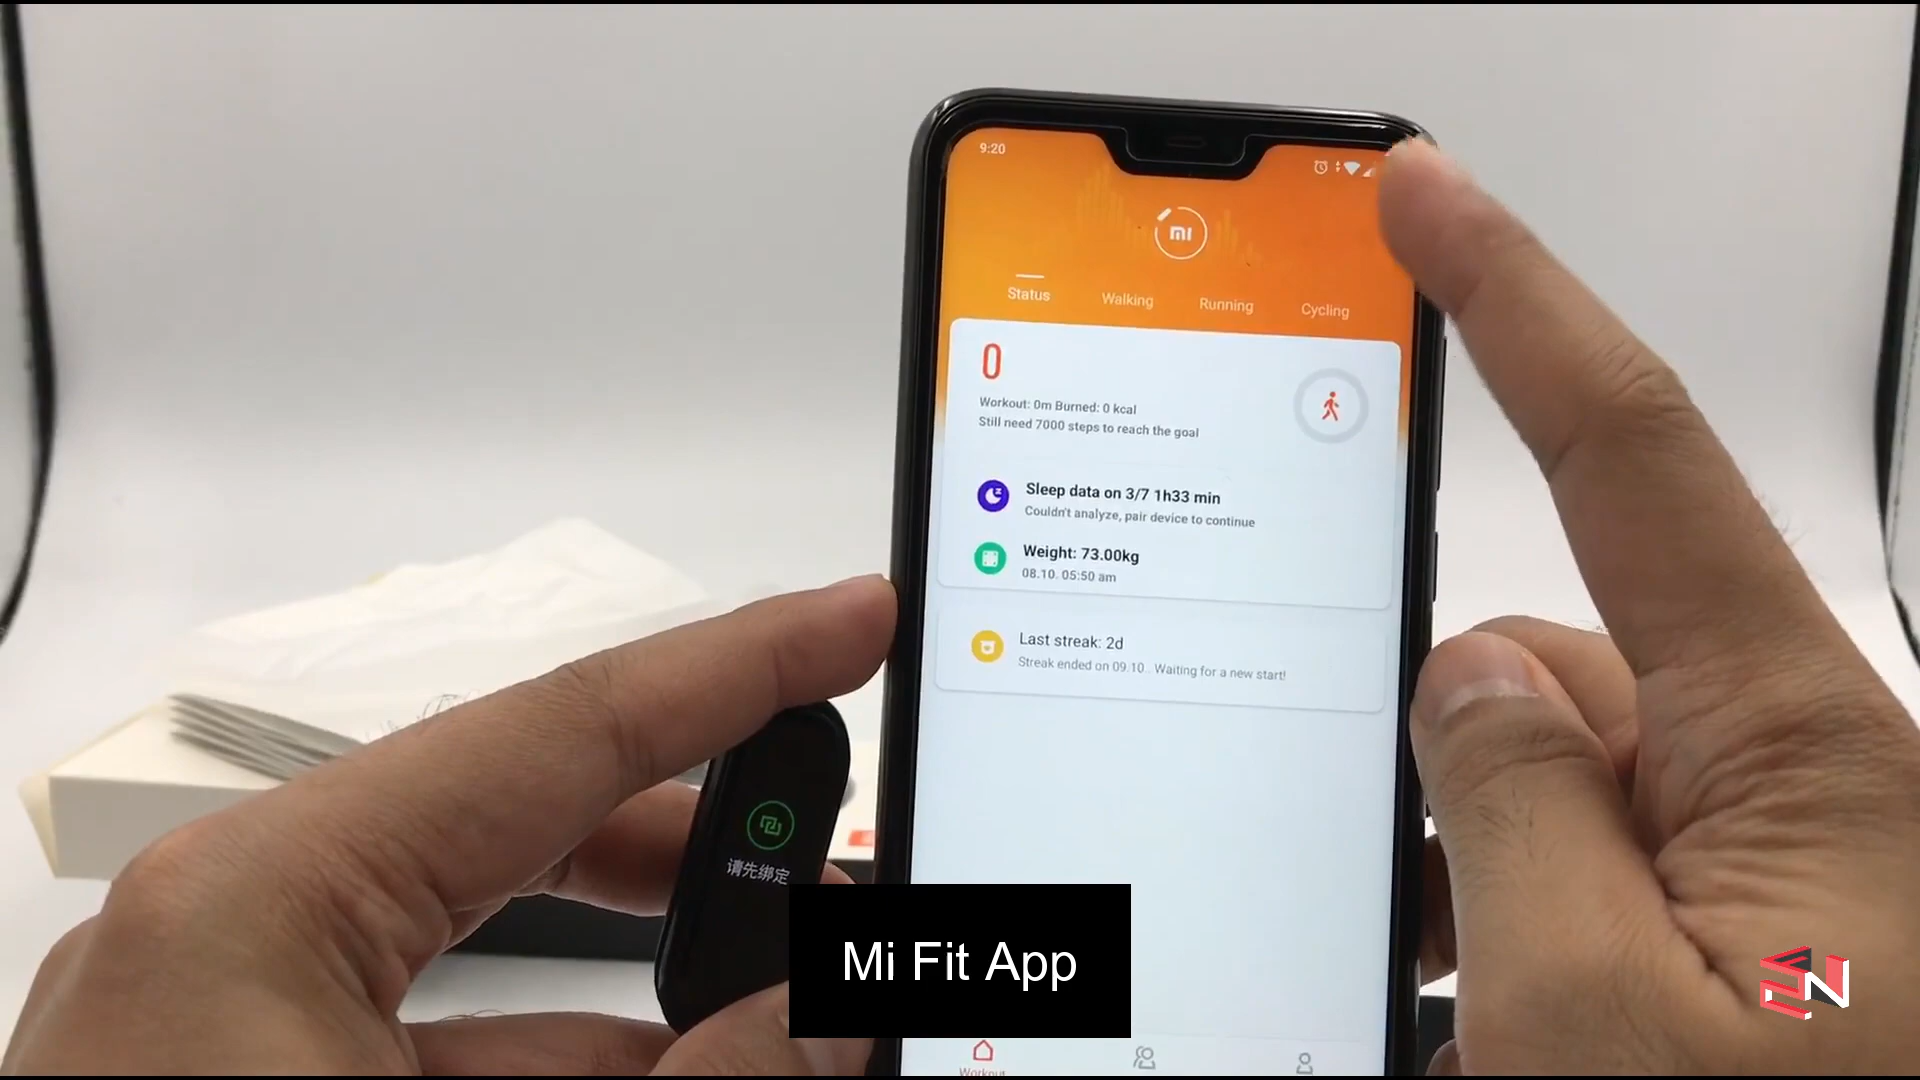 9:20
mi
Status
Walking
Running
Cycling
0
Workout: 0m Burned: 0 kcal
Still need 7000 steps to reach the goal
Sleep data on 3/7 1h33 min
Couldn't analyze, pair device to continue
Weight: 73.00kg
08.10. 05:50 am
Last streak: 2d
Streak ended on 09.10.. Waiting for a new start!
请先绑定
Mi Fit App
Workout
EN